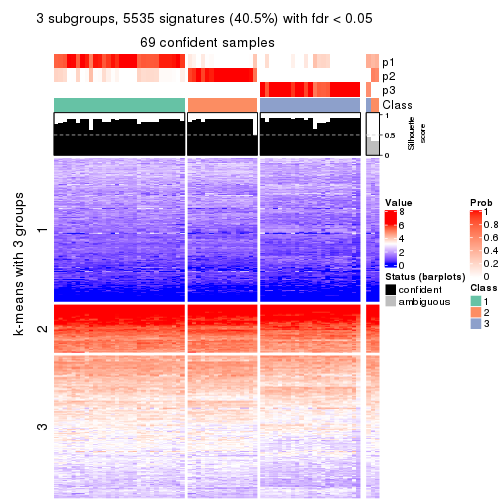 3 subgroups, 5535 signatures (40.5%) with fdr < 0.05
69 confident samples
p1
p2
p3
Class
1
0.5
0
Silhouette
score
k-means with 3 groups
1
2
3
Value
8
6
4
2
0
Status (barplots)
confident
ambiguous
Prob
1
0.8
0.6
0.4
0.2
0
Class
1
2
3